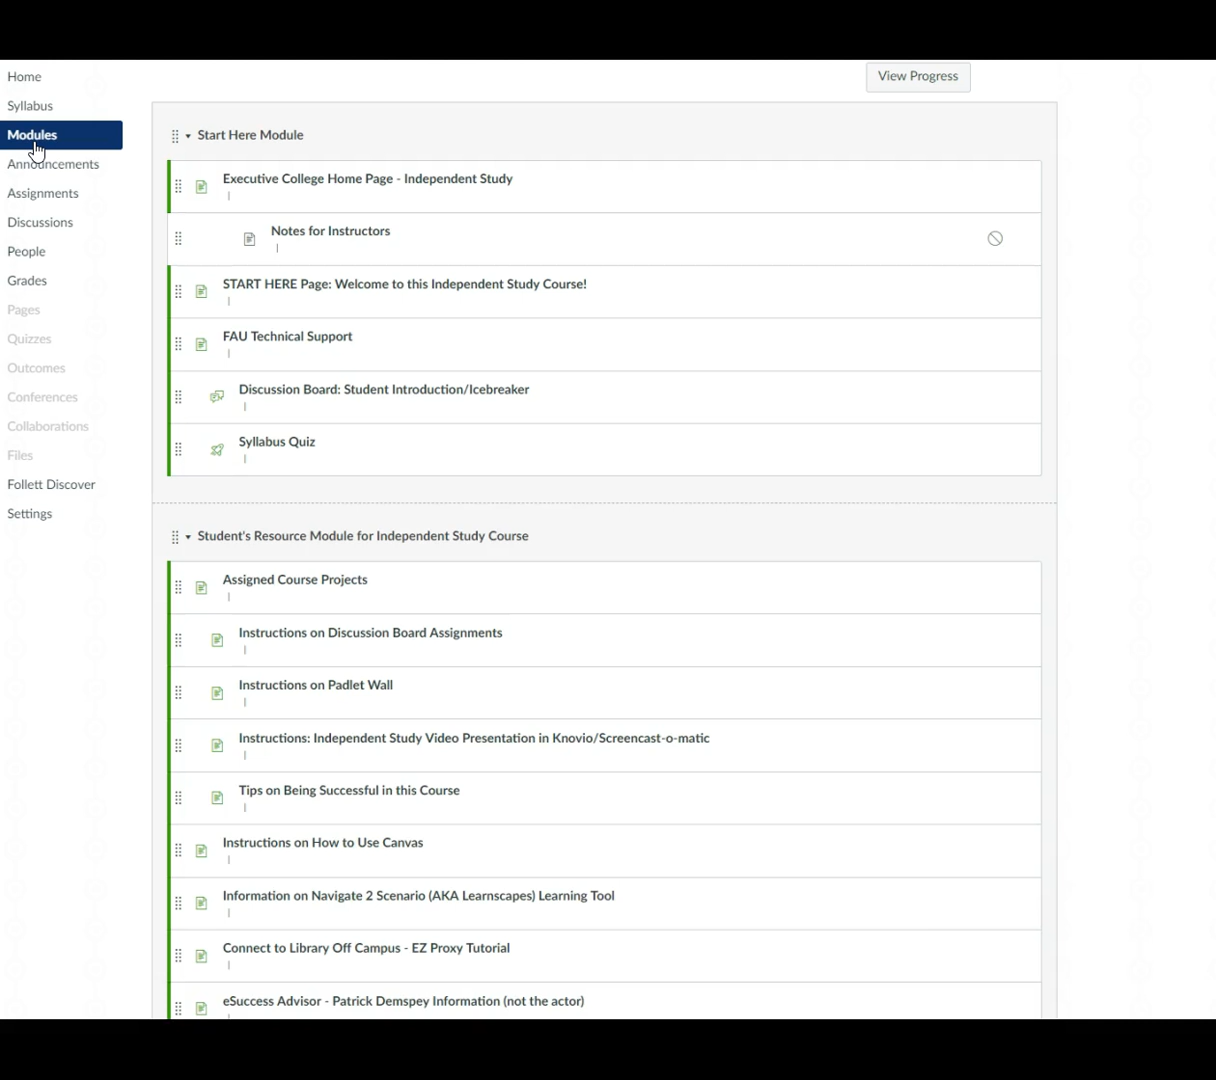 Home
Syllabus
Modules
Announcements
Assignments
Discussions
People
Grades
Pages
Quizzes
Outcomes
Conferences
Collaborations
Files
Follett Discover
Settings
View Progress
Start Here Module
Executive College Home Page - Independent Study
Notes for Instructors
START HERE Page: Welcome to this Independent Study Course!
FAU Technical Support
Discussion Board: Student Introduction/Icebreaker
Syllabus Quiz
Student's Resource Module for Independent Study Course
Assigned Course Projects
Instructions on Discussion Board Assignments
Instructions on Padlet Wall
Instructions: Independent Study Video Presentation in Knovio/Screencast-o-matic
Tips on Being Successful in this Course
Instructions on How to Use Canvas
Information on Navigate 2 Scenario (AKA Learnscapes) Learning Tool
Connect to Library Off Campus - EZ Proxy Tutorial
eSuccess Advisor - Patrick Demspey Information (not the actor)